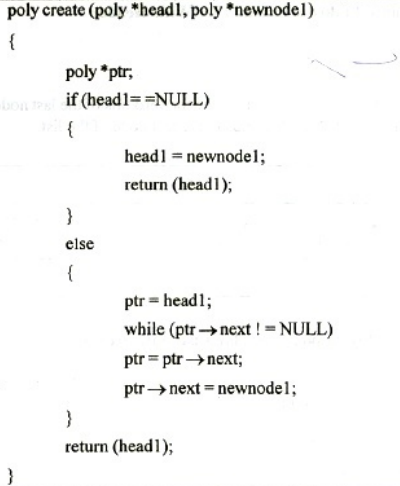 poly create (poly *head1, poly *newnode1)
{
poly *ptr;
if (head1= =NULL)
{
head1 = newnode1;
return (head1);
}
else
{
ptr = head1;
while (ptr → next ! = NULL)
ptr = ptr → next;
ptr → next = newnode1;
}
return (head1);
}